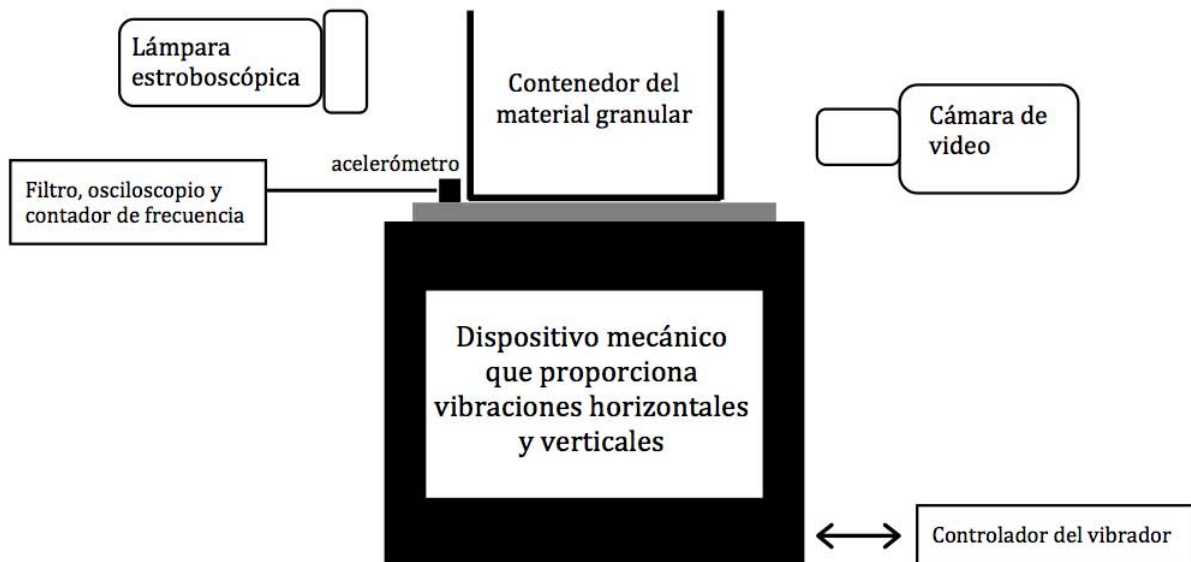 Lámpara
estroboscópica
Contenedor del
material granular
Cámara de
video
acelerómetro
Filtro, osciloscopio y
contador de frecuencia
Dispositivo mecánico
que proporciona
vibraciones horizontales
y verticales
Controlador del vibrador